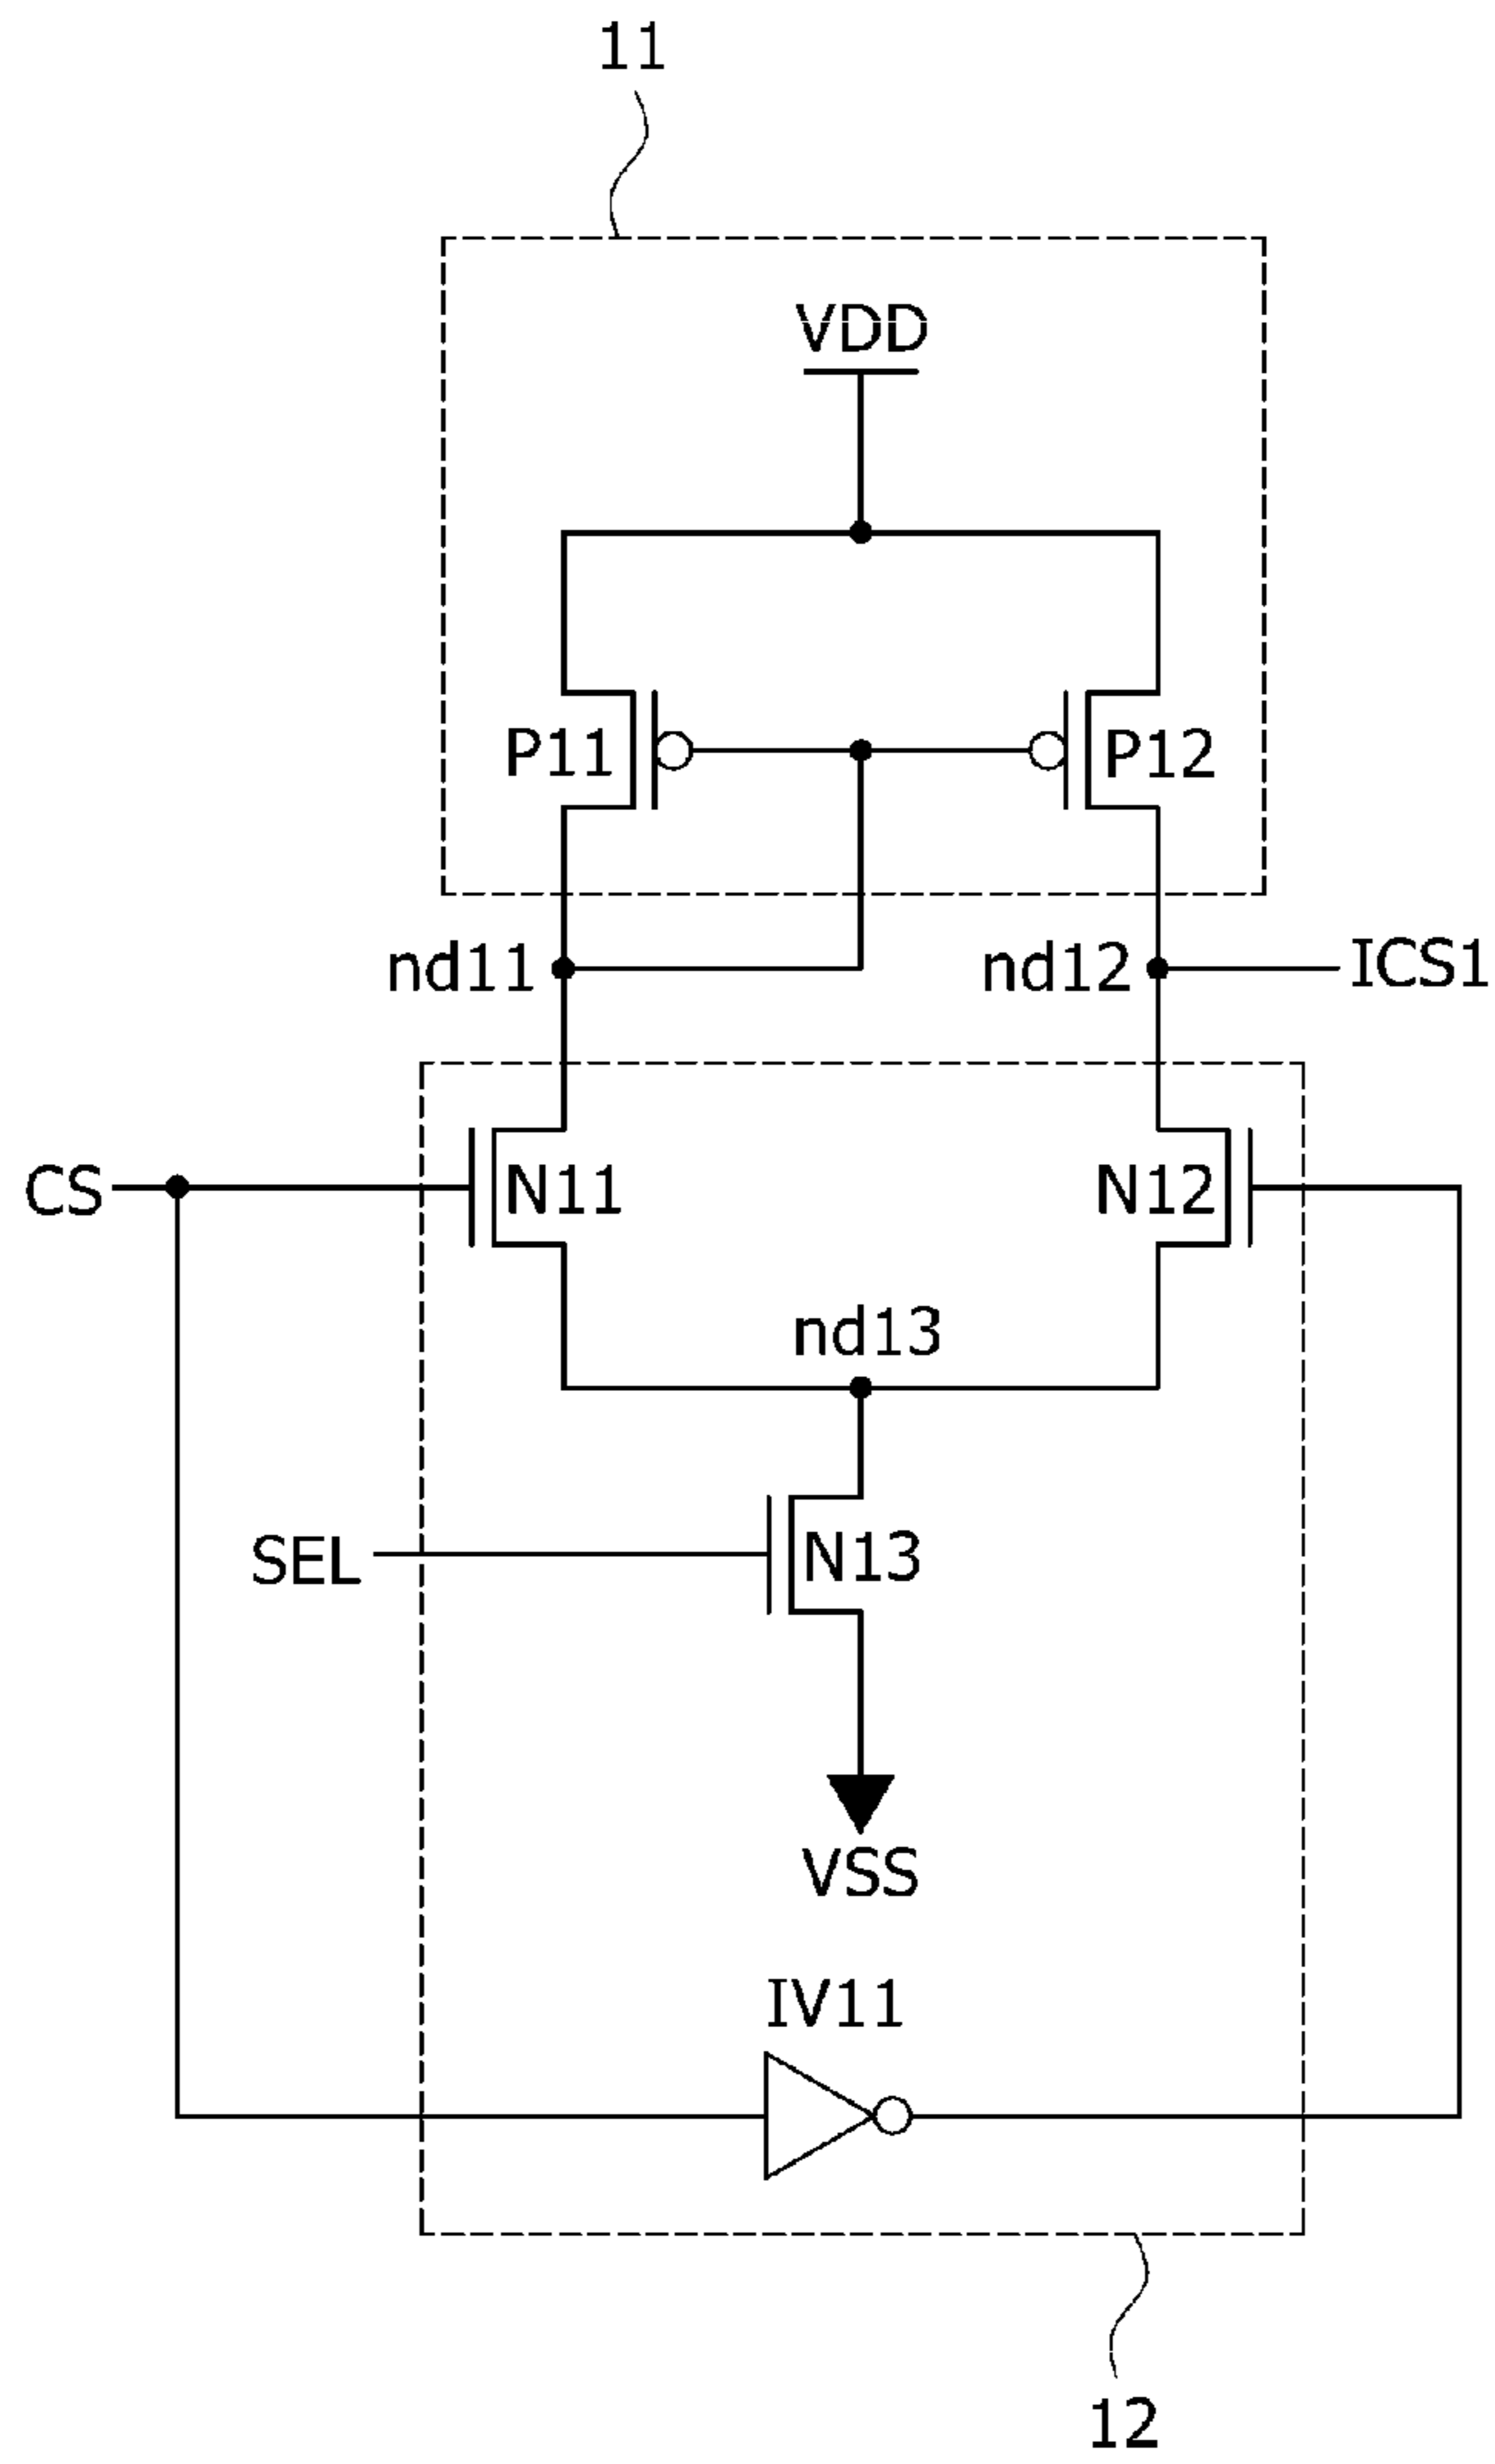 11
VDD
P11
P12
nd11
nd12
ICS1
CS
N11
N12
nd13
SEL
N13
VSS
IV11
12